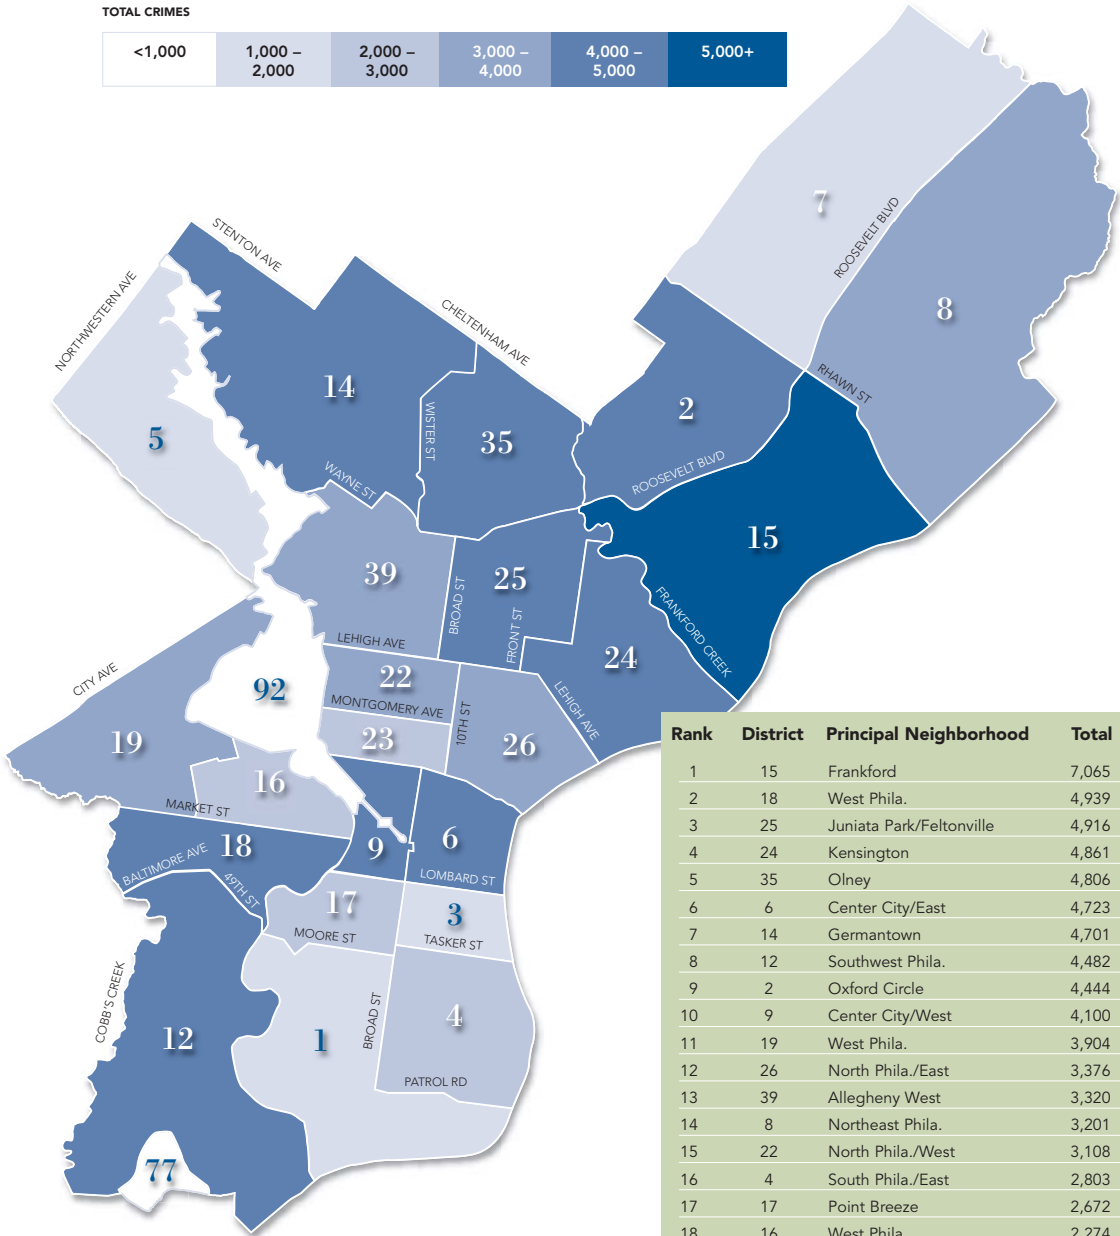 TOTAL CRIMES
<1,000
1,000 –
2,000
2,000 –
3,000
3,000 –
4,000
4,000 –
5,000
5,000+
7
ROOSEVELT BLVD
8
STENTON AVE
NORTHWESTERN AVE
CHELTENHAM AVE
RHAWN ST
14
2
WISTER ST
5
35
ROOSEVELT BLVD
WAYNE ST
15
39
25
BROAD ST
FRONT ST
FRANKFORD CREEK
LEHIGH AVE
24
CITY AVE
22
92
MONTGOMERY AVE
10TH ST
LEHIGH AVE
19
23
26
16
MARKET ST
18
9
6
BALTIMORE AVE
49TH ST
LOMBARD ST
17
3
MOORE ST
TASKER ST
COBB'S CREEK
BROAD ST
4
12
1
PATROL RD
77
Rank District Principal Neighborhood Total
1 15 Frankford 7,065
2 18 West Phila. 4,939
3 25 Juniata Park/Feltonville 4,916
4 24 Kensington 4,861
5 35 Olney 4,806
6 6 Center City/East 4,723
7 14 Germantown 4,701
8 12 Southwest Phila. 4,482
9 2 Oxford Circle 4,444
10 9 Center City/West 4,100
11 19 West Phila. 3,904
12 26 North Phila./East 3,376
13 39 Allegheny West 3,320
14 8 Northeast Phila. 3,201
15 22 North Phila./West 3,108
16 4 South Phila./East 2,803
17 17 Point Breeze 2,672
18 16 West Phila. 2,274